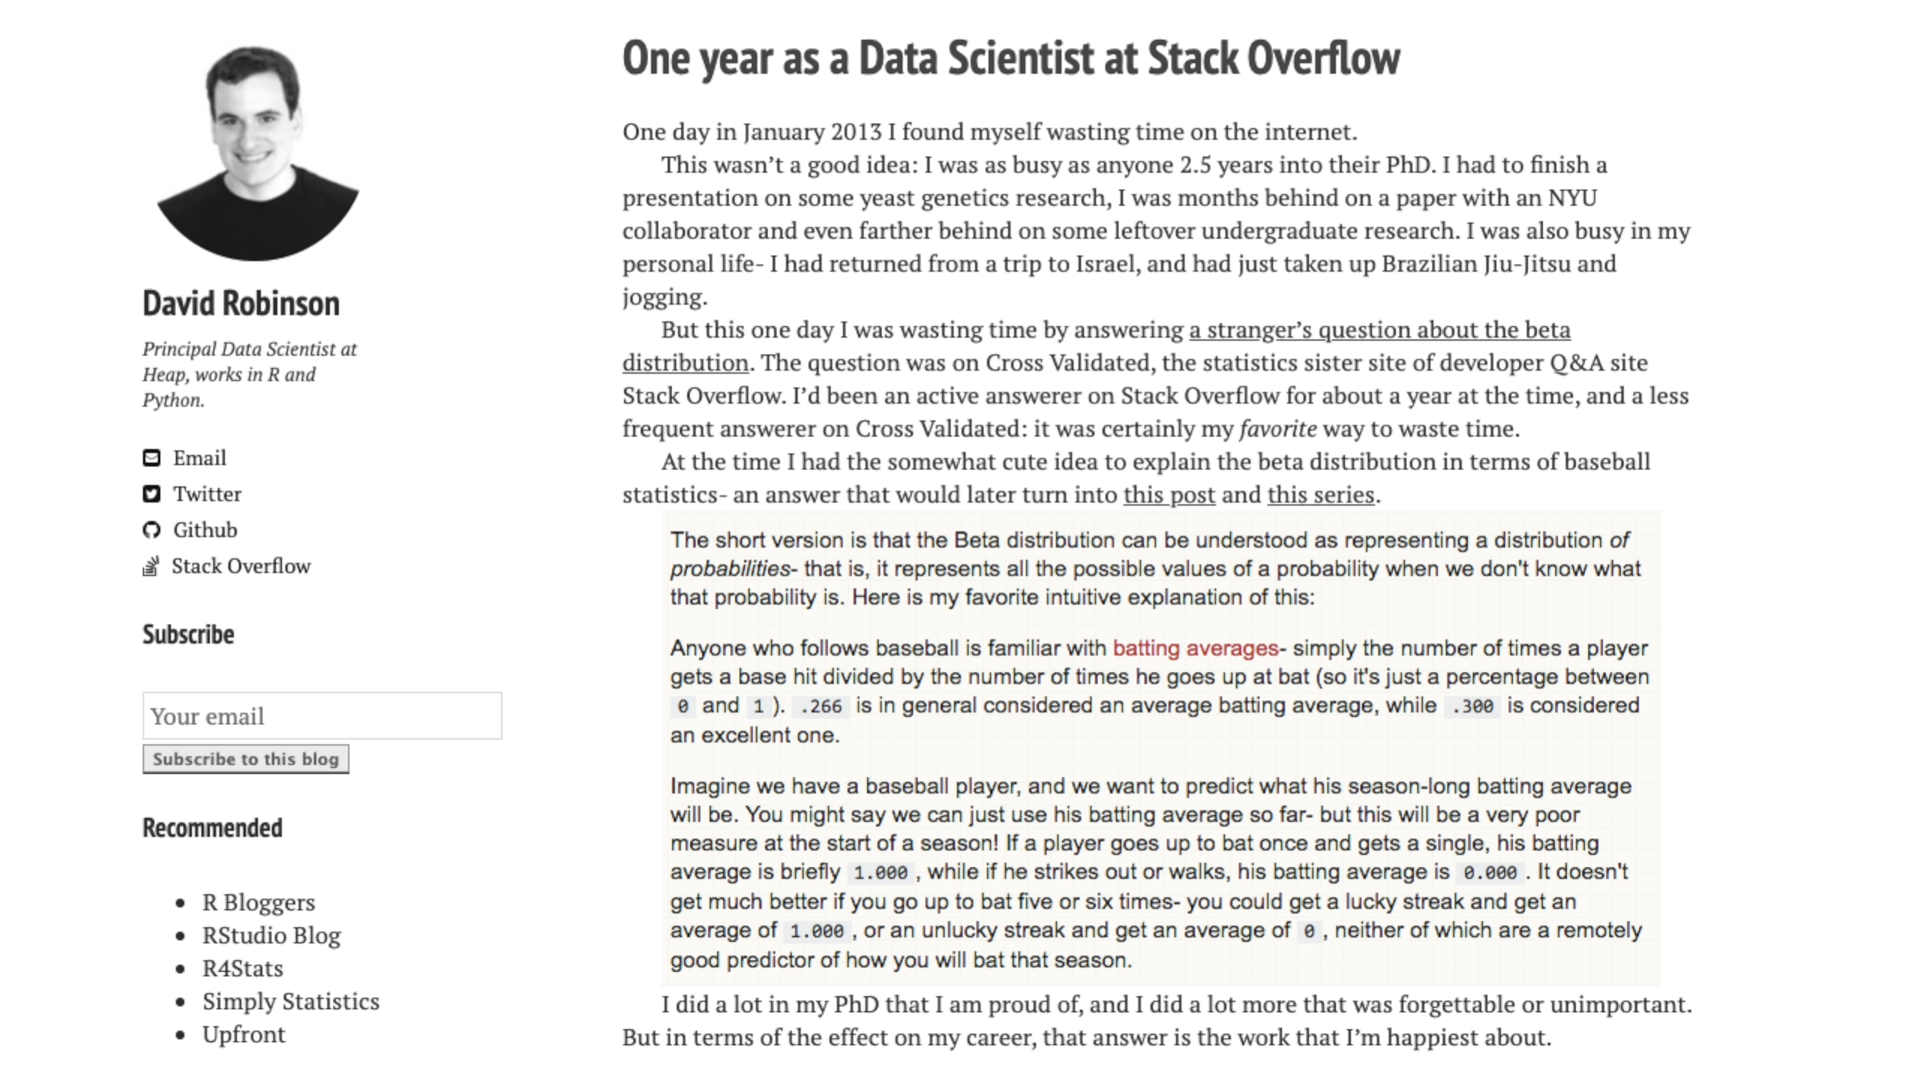 David Robinson
Principal Data Scientist at
Heap, works in R and
Python.
Email
Twitter
Github
Stack Overflow
Subscribe
Your email
Subscribe to this blog
Recommended
R Bloggers
RStudio Blog
R4Stats
Simply Statistics
Upfront
One year as a Data Scientist at Stack Overflow
One day in January 2013 I found myself wasting time on the internet.
This wasn’t a good idea: I was as busy as anyone 2.5 years into their PhD. I had to finish a
presentation on some yeast genetics research, I was months behind on a paper with an NYU
collaborator and even farther behind on some leftover undergraduate research. I was also busy in my
personal life- I had returned from a trip to Israel, and had just taken up Brazilian Jiu-Jitsu and
jogging.
But this one day I was wasting time by answering a stranger’s question about the beta
distribution. The question was on Cross Validated, the statistics sister site of developer Q&A site
Stack Overflow. I’d been an active answerer on Stack Overflow for about a year at the time, and a less
frequent answerer on Cross Validated: it was certainly my favorite way to waste time.
At the time I had the somewhat cute idea to explain the beta distribution in terms of baseball
statistics- an answer that would later turn into this post and this series.
The short version is that the Beta distribution can be understood as representing a distribution of
probabilities- that is, it represents all the possible values of a probability when we don't know what
that probability is. Here is my favorite intuitive explanation of this:
Anyone who follows baseball is familiar with batting averages- simply the number of times a player
gets a base hit divided by the number of times he goes up at bat (so it's just a percentage between
0 and 1 ). .266 is in general considered an average batting average, while .300 is considered
an excellent one.
Imagine we have a baseball player, and we want to predict what his season-long batting average
will be. You might say we can just use his batting average so far- but this will be a very poor
measure at the start of a season! If a player goes up to bat once and gets a single, his batting
average is briefly 1.000 , while if he strikes out or walks, his batting average is 0.000 . It doesn't
get much better if you go up to bat five or six times- you could get a lucky streak and get an
average of 1.000 , or an unlucky streak and get an average of 0 , neither of which are a remotely
good predictor of how you will bat that season.
I did a lot in my PhD that I am proud of, and I did a lot more that was forgettable or unimportant.
But in terms of the effect on my career, that answer is the work that I’m happiest about.